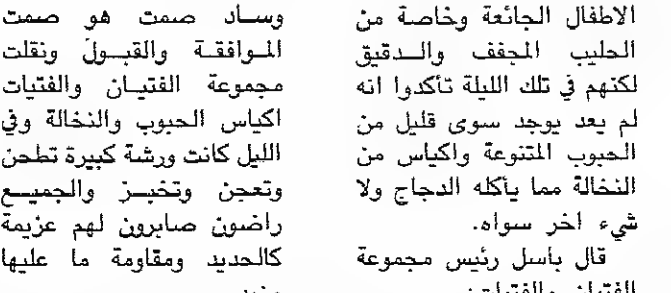 الاطفال الجائعة وخاصة من
الحليب المجفف والدقيق
لكنهم في تلك الليلة تأكدوا انه
لم يعد يوجد سوى قليل من
الحبوب المتنوعة واكياس من
النخالة مما يأكله الدجاج ولا
شيء اخر سواه.
قال باسل رئيس مجموعة
وساد صمت هو صمت
الموافقة والقبول ونقلت
مجموعة الفتيان والفتيات
اكياس الحبوب والنخالة وفي
الليل كانت ورشة كبيرة تطحن
وتعجن وتخبز والجميع
راضون صابرون لهم عزيمة
كالحديد ومقاومة ما عليها